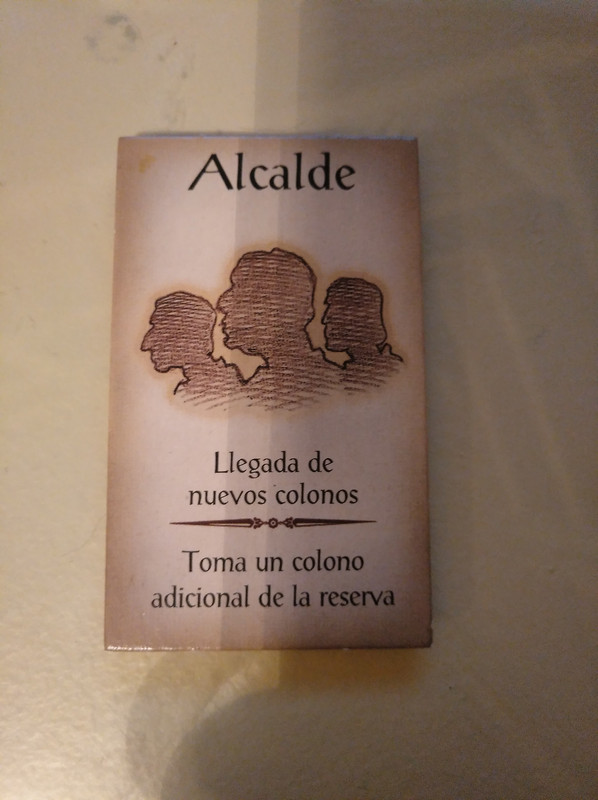 Alcalde
Llegada de
nuevos colonos
Toma un colono
adicional de la reserva